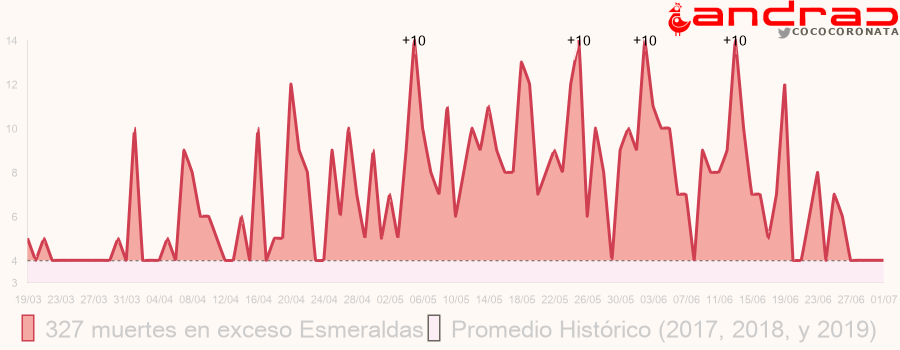 andrab
COCOCORONATA
+10 +10 +10 +10
14
12
10
8
6
4
3
19/03 23/03 27/03 31/03 04/04 08/04 12/04 16/04 20/04 24/04 28/04 02/05 06/05 10/05 14/05 18/05 22/05 26/05 30/05 03/06 07/06 11/06 15/06 19/06 23/06 27/06 01/07
327 muertes en exceso Esmeraldas Promedio Histórico (2017, 2018, y 2019)